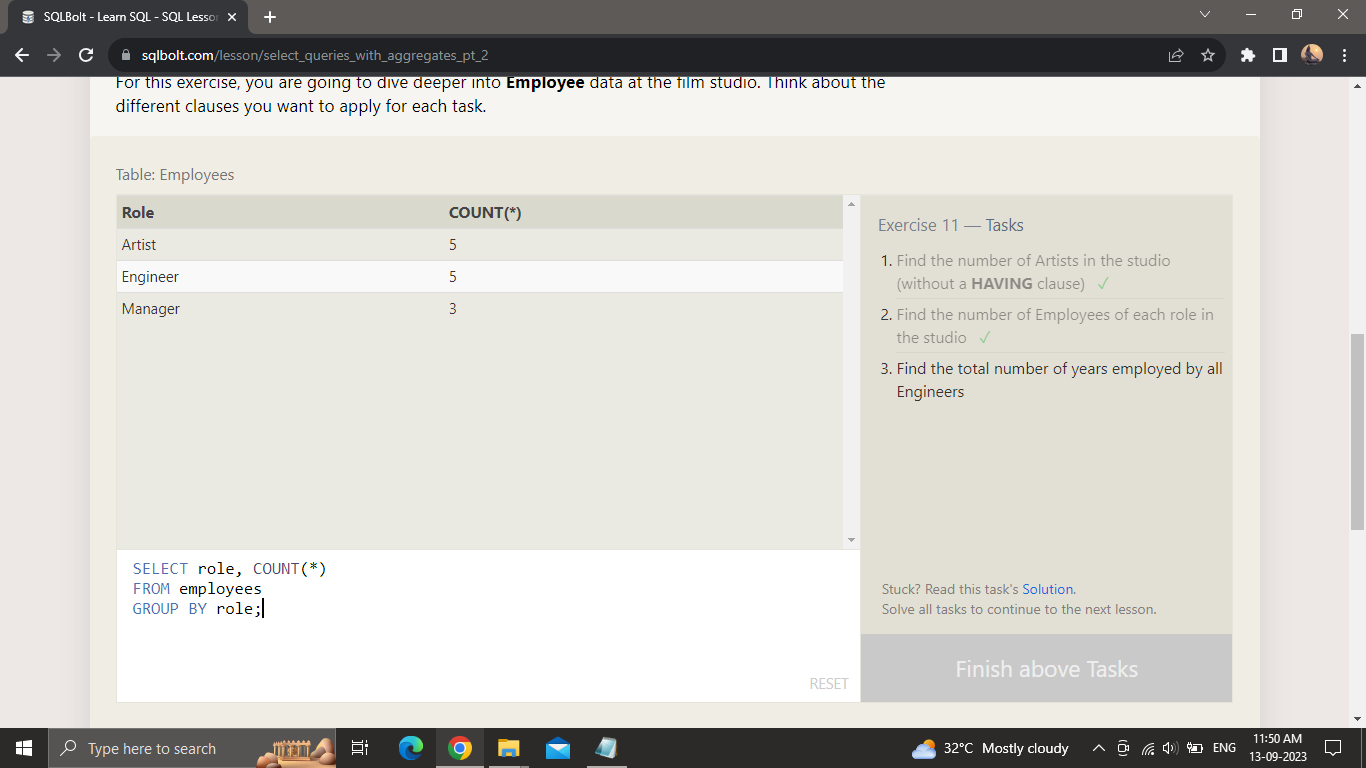 SQLBolt - Learn SQL - SQL Lesson
sqlbolt.com/lesson/select_queries_with_aggregates_pt_2
For this exercise, you are going to dive deeper into Employee data at the film studio. Think about the
different clauses you want to apply for each task.
Table: Employees
Role COUNT(*)
Artist 5
Engineer 5
Manager 3
Exercise 11 — Tasks
1. Find the number of Artists in the studio
(without a HAVING clause) ✓
2. Find the number of Employees of each role in
the studio ✓
3. Find the total number of years employed by all
Engineers
SELECT role, COUNT(*)
FROM employees
GROUP BY role;
RESET
Stuck? Read this task's Solution.
Solve all tasks to continue to the next lesson.
Finish above Tasks
Type here to search
32°C Mostly cloudy
ENG
11:50 AM
13-09-2023